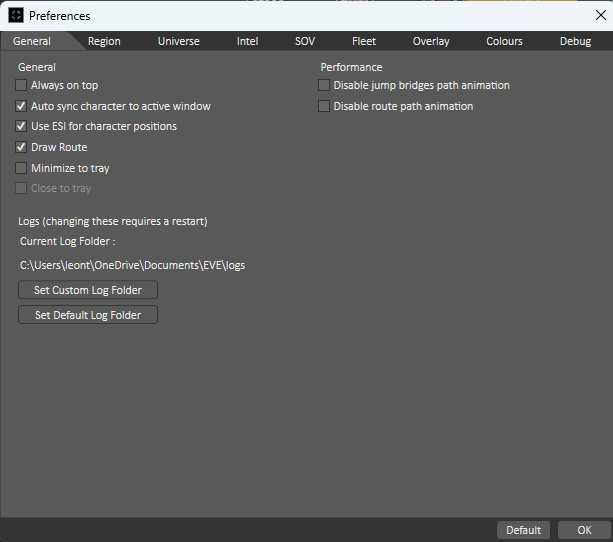 Preferences
General Region Universe Intel SOV Fleet Overlay Colours Debug
General
Always on top
Auto sync character to active window
Use ESI for character positions
Draw Route
Minimize to tray
Close to tray
Performance
Disable jump bridges path animation
Disable route path animation
Logs (changing these requires a restart)
Current Log Folder :
C:\Users\leont\OneDrive\Documents\EVE\logs
Set Custom Log Folder
Set Default Log Folder
Default OK